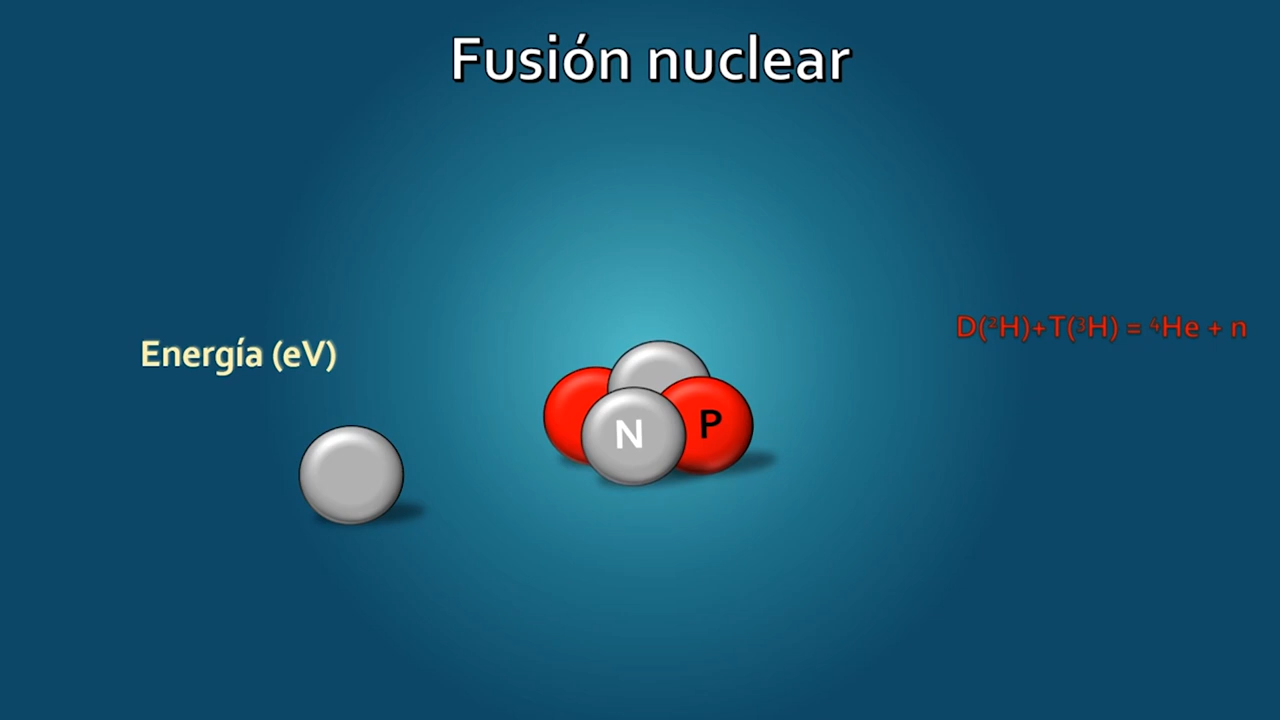 Fusión nuclear
Energía (eV)
D(²H)+T(³H) = ⁴He + n
N
P